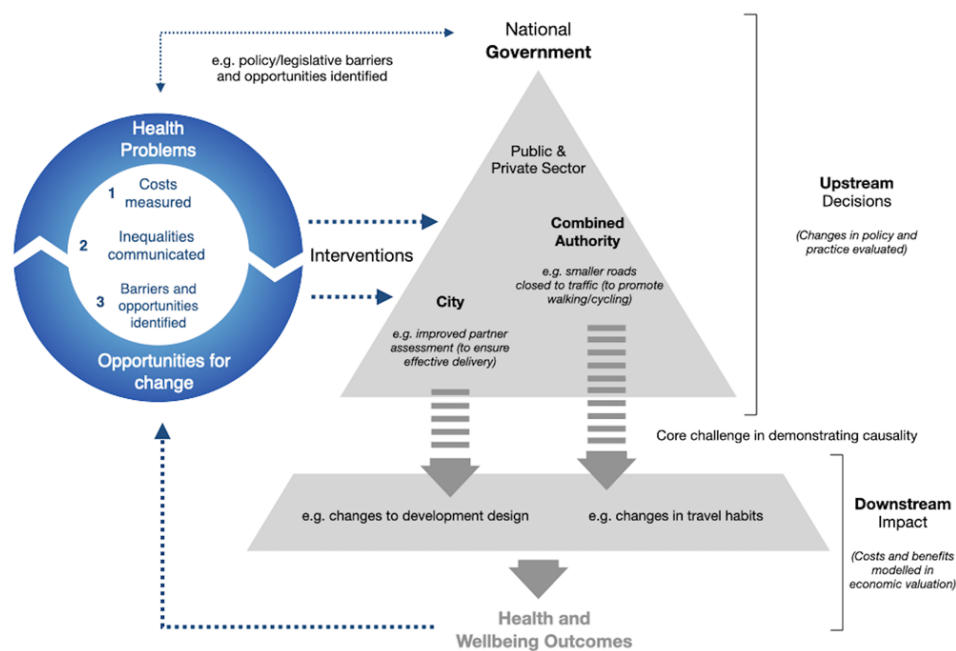 National
Government
e.g. policy/legislative barriers
and opportunities identified
Health
Problems
1 Costs
measured
2 Inequalities
communicated
3 Barriers and
opportunities
identified
Opportunities for
change
Interventions
Public &
Private Sector
Combined
Authority
e.g. smaller roads
closed to traffic (to promote
walking/cycling)
City
e.g. improved partner
assessment (to ensure
effective delivery)
Upstream
Decisions
(Changes in policy and
practice evaluated)
Core challenge in demonstrating causality
e.g. changes to development design
e.g. changes in travel habits
Downstream
Impact
(Costs and benefits
modelled in
economic valuation)
Health and
Wellbeing Outcomes